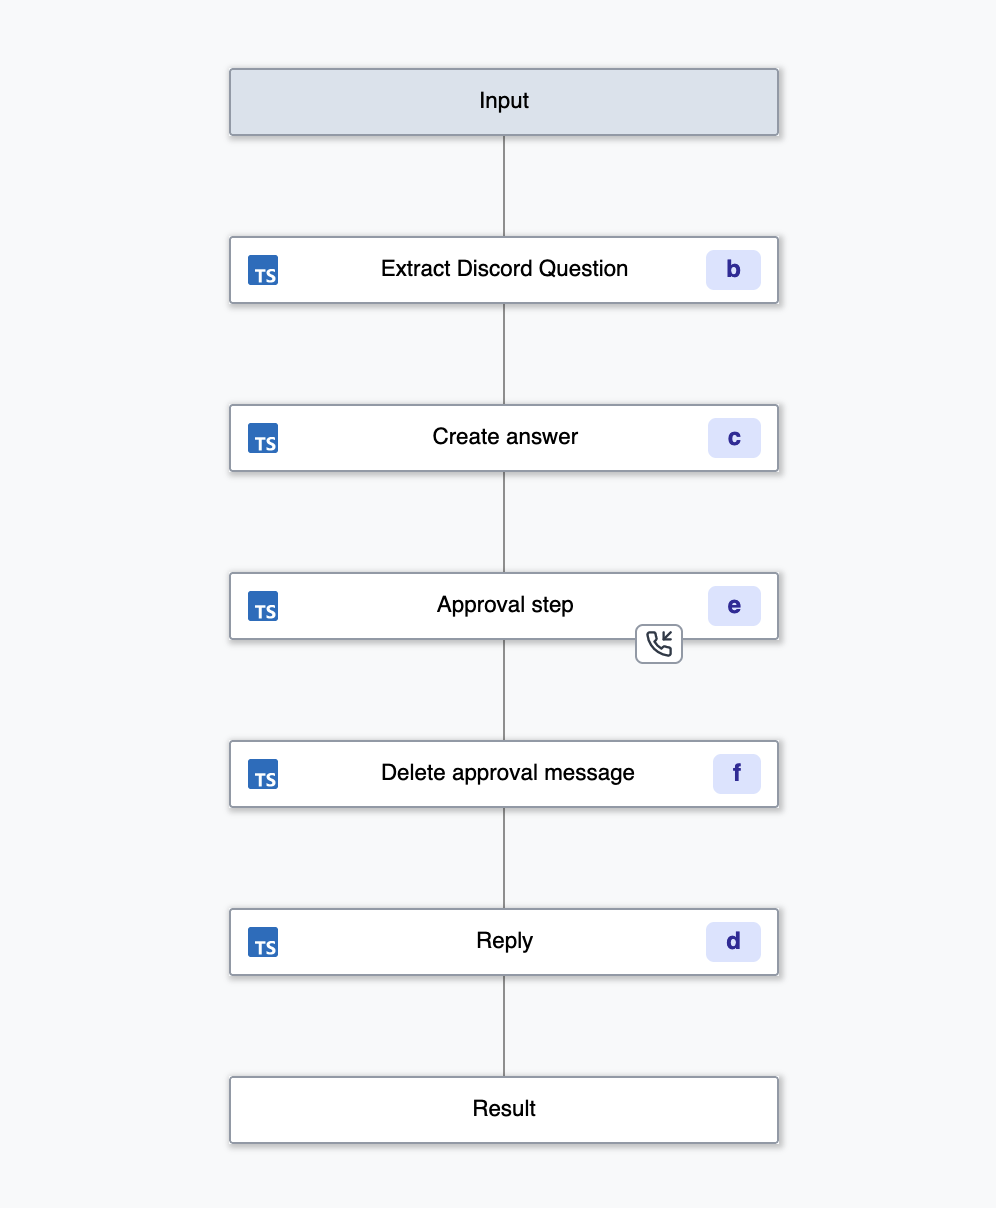 Input
TS Extract Discord Question b
TS Create answer c
TS Approval step e
TS Delete approval message f
TS Reply d
Result